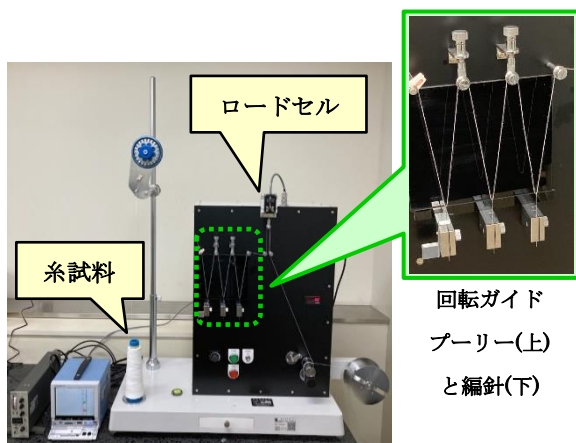 ロードセル
糸試料
回転ガイド
プーリー(上)
と編針(下)